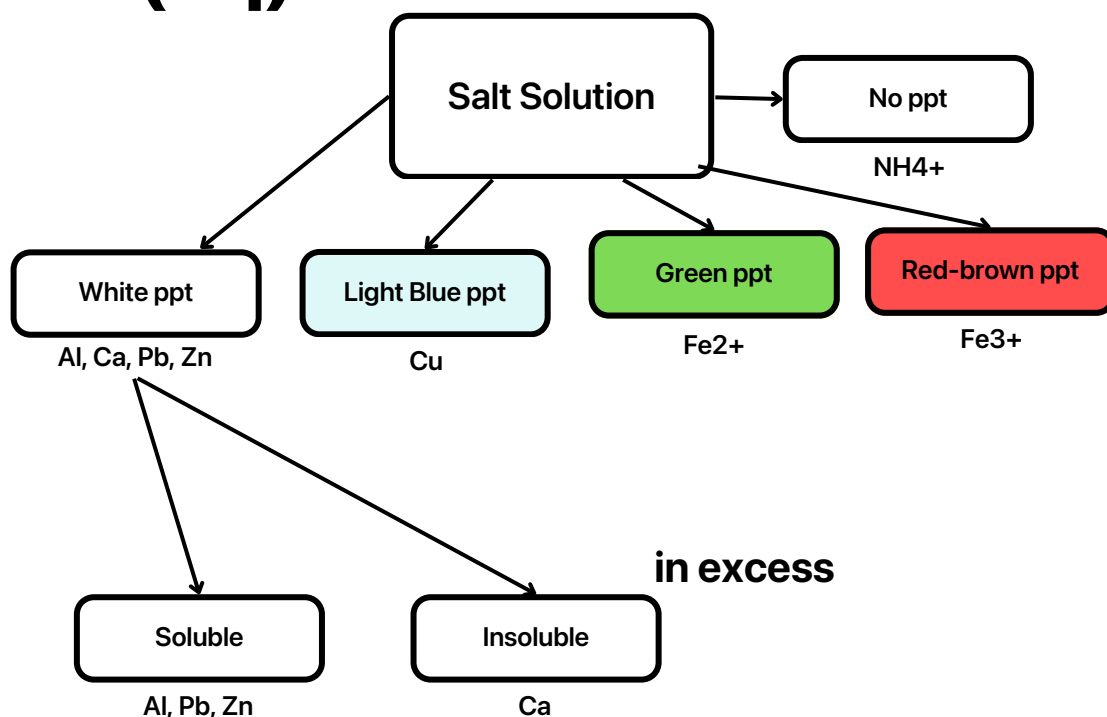 Salt Solution
No ppt
NH4+
White ppt
Al, Ca, Pb, Zn
Light Blue ppt
Cu
Green ppt
Fe2+
Red-brown ppt
Fe3+
in excess
Soluble
Al, Pb, Zn
Insoluble
Ca